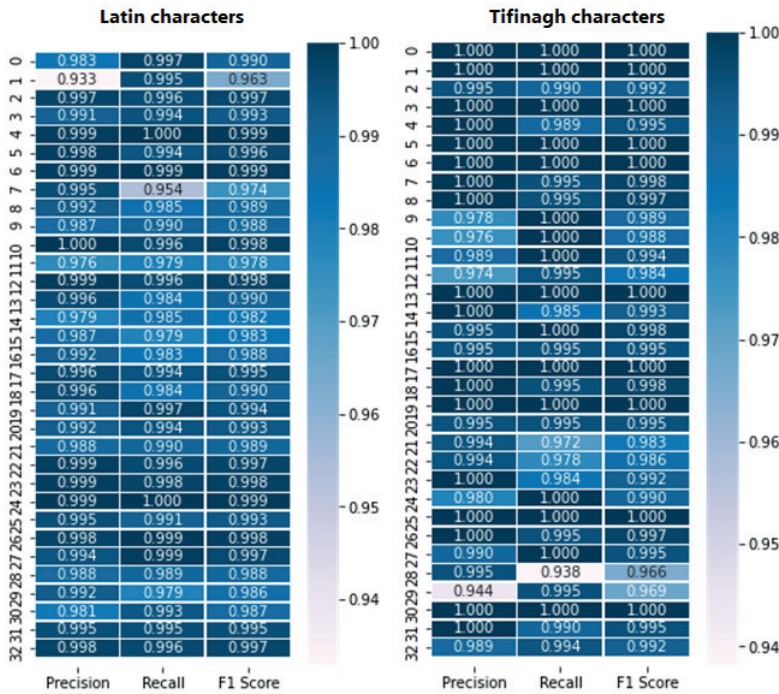 Latin characters
0 0.983 0.997 0.990
1 0.933 0.995 0.963
2 0.997 0.996 0.997
3 0.991 0.994 0.993
4 0.999 1.000 0.999
5 0.998 0.994 0.996
6 0.999 0.999 0.999
7 0.995 0.954 0.974
8 0.992 0.985 0.989
9 0.987 0.990 0.988
10 1.000 0.996 0.998
11 0.976 0.979 0.978
12 0.999 0.996 0.998
13 0.996 0.984 0.990
14 0.979 0.985 0.982
15 0.987 0.979 0.983
16 0.992 0.983 0.988
17 0.996 0.994 0.995
18 0.996 0.984 0.990
19 0.991 0.997 0.994
20 0.992 0.994 0.993
21 0.988 0.990 0.989
22 0.999 0.996 0.997
23 0.999 0.998 0.998
24 0.999 1.000 0.999
25 0.995 0.991 0.993
26 0.998 0.999 0.998
27 0.994 0.999 0.997
28 0.988 0.989 0.988
29 0.992 0.979 0.986
30 0.981 0.993 0.987
31 0.995 0.995 0.995
32 0.998 0.996 0.997
Precision Recall F1 Score
1.00
0.99
0.98
0.97
0.96
0.95
0.94
Tifinagh characters
0 1.000 1.000 1.000
1 1.000 1.000 1.000
2 0.995 0.990 0.992
3 1.000 1.000 1.000
4 1.000 0.989 0.995
5 1.000 1.000 1.000
6 1.000 1.000 1.000
7 1.000 0.995 0.998
8 1.000 0.995 0.997
9 0.978 1.000 0.989
10 0.976 1.000 0.988
11 0.989 1.000 0.994
12 0.974 0.995 0.984
13 1.000 1.000 1.000
14 1.000 0.985 0.993
15 0.995 1.000 0.998
16 0.995 0.995 0.995
17 1.000 1.000 1.000
18 1.000 0.995 0.998
19 1.000 1.000 1.000
20 0.995 0.995 0.995
21 0.994 0.972 0.983
22 0.994 0.978 0.986
23 1.000 0.984 0.992
24 0.980 1.000 0.990
25 1.000 1.000 1.000
26 1.000 0.995 0.997
27 0.990 1.000 0.995
28 0.995 0.938 0.966
29 0.944 0.995 0.969
30 1.000 1.000 1.000
31 1.000 0.990 0.995
32 0.989 0.994 0.992
Precision Recall F1 Score
1.00
0.99
0.98
0.97
0.96
0.95
0.94